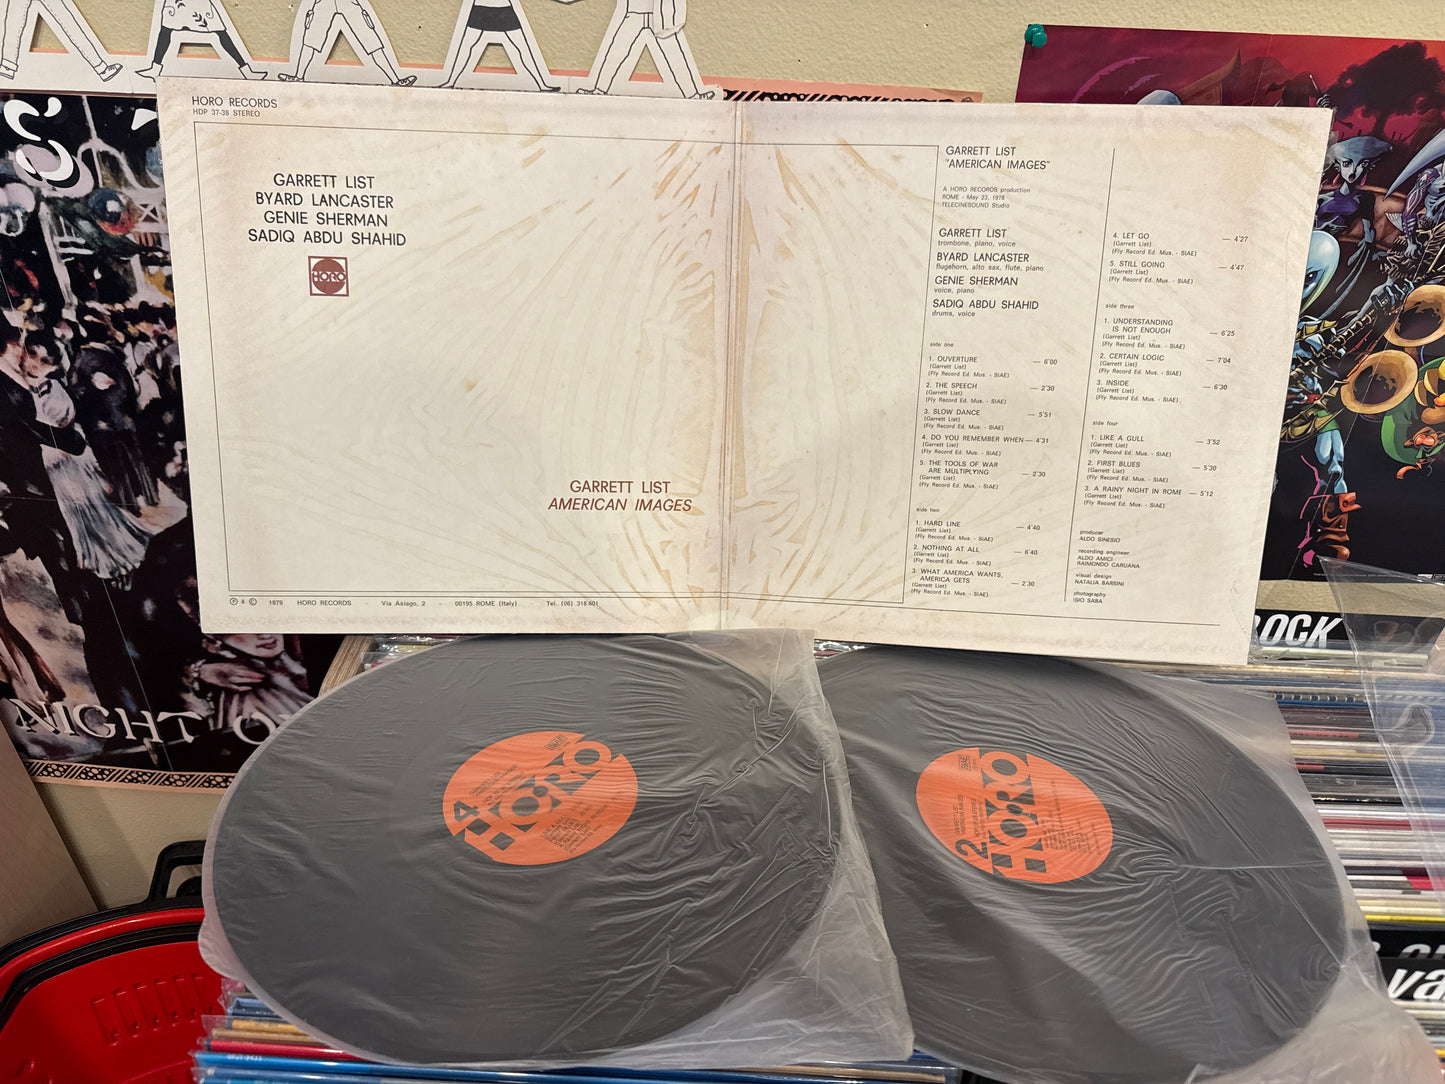 HORO RECORDS
HDP 37-38 STEREO
GARRETT LIST
BYARD LANCASTER
GENIE SHERMAN
SADIQ ABDU SHAHID
HORO
GARRETT LIST
AMERICAN IMAGES
℗ & © 1979 HORO RECORDS - Via Asiago, 2 - 00195 ROME (Italy) Tel. (06) 318.601
GARRETT LIST
"AMERICAN IMAGES"
A HORO RECORDS production
ROME - May 23, 1978
TELECINESOUND Studio
GARRETT LIST
trombone, piano, voice
BYARD LANCASTER
flugehorn, alto sax, flute, piano
GENIE SHERMAN
voice, piano
SADIQ ABDU SHAHID
drums, voice
side one
1. OUVERTURE — 6'00
(Garrett List)
(Fly Record Ed. Mus. - SIAE)
2. THE SPEECH — 2'30
(Garrett List)
(Fly Record Ed. Mus. - SIAE)
3. SLOW DANCE — 5'51
(Garrett List)
(Fly Record Ed. Mus. - SIAE)
4. DO YOU REMEMBER WHEN — 4'31
(Garrett List)
(Fly Record Ed. Mus. - SIAE)
5. THE TOOLS OF WAR
ARE MULTIPLYING — 2'30
(Garrett List)
(Fly Record Ed. Mus. - SIAE)
side two
1. HARD LINE — 4'40
(Garrett List)
(Fly Record Ed. Mus. - SIAE)
2. NOTHING AT ALL — 6'40
(Garrett List)
(Fly Record Ed. Mus. - SIAE)
3. WHAT AMERICA WANTS,
AMERICA GETS — 2'30
(Garrett List)
(Fly Record Ed. Mus. - SIAE)
4. LET GO — 4'27
(Garrett List)
(Fly Record Ed. Mus. - SIAE)
5. STILL GOING — 4'47
(Garrett List)
(Fly Record Ed. Mus. - SIAE)
side three
1. UNDERSTANDING
IS NOT ENOUGH — 6'25
(Garrett List)
(Fly Record Ed. Mus. - SIAE)
2. CERTAIN LOGIC — 7'04
(Garrett List)
(Fly Record Ed. Mus. - SIAE)
3. INSIDE — 6'30
(Garrett List)
(Fly Record Ed. Mus. - SIAE)
side four
1. LIKE A GULL — 3'52
(Garrett List)
(Fly Record Ed. Mus. - SIAE)
2. FIRST BLUES — 5'30
(Garrett List)
(Fly Record Ed. Mus. - SIAE)
3. A RAINY NIGHT IN ROME — 5'12
(Garrett List)
(Fly Record Ed. Mus. - SIAE)
producer
ALDO SINESIO
recording engineer
ALDO AMICI
RAIMONDO CARUANA
visual design
NATALIA BARSINI
photography
ISIO SABA
NIGHT
OCK
4
HORO
2
HORO
GARRETT LIST